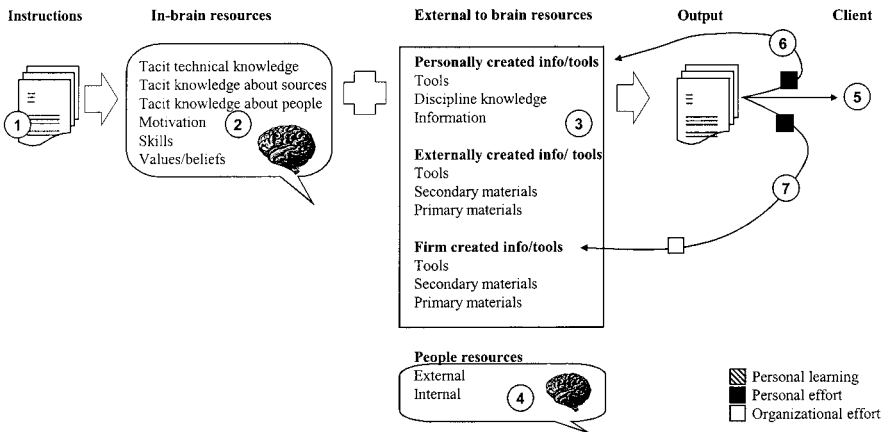 Instructions
In-brain resources
External to brain resources
Output
Client
1
Tacit technical knowledge
Tacit knowledge about sources
Tacit knowledge about people
Motivation
Skills
Values/beliefs
2
Personally created info/tools
Tools
Discipline knowledge
Information
3
Externally created info/ tools
Tools
Secondary materials
Primary materials
Firm created info/tools
Tools
Secondary materials
Primary materials
People resources
External
Internal
4
6
5
7
Personal learning
Personal effort
Organizational effort